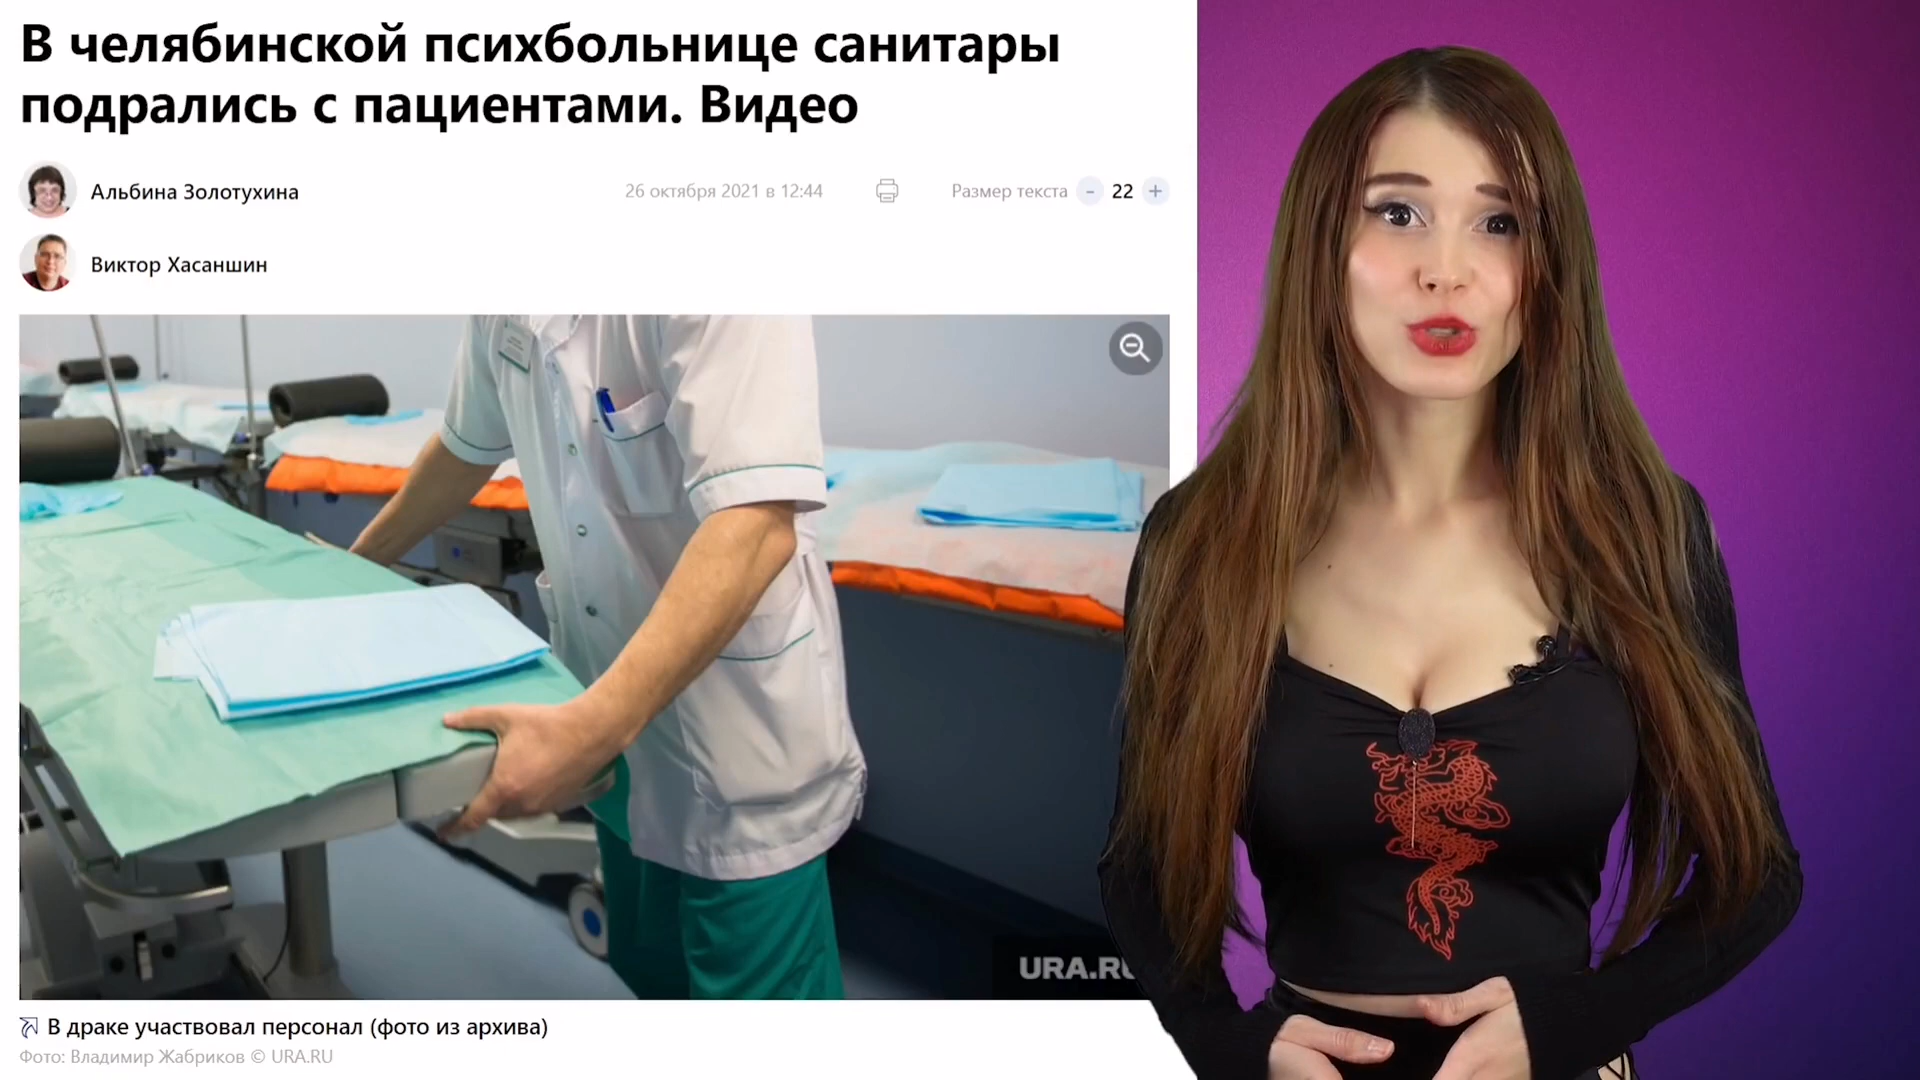 В челябинской психбольнице санитары
подрались с пациентами. Видео
Альбина Золотухина
26 октября 2021 в 12:44
Размер текста - 22 +
Виктор Хасаншин
URA.RU
В драке участвовал персонал (фото из архива)
Фото: Владимир Жабриков © URA.RU